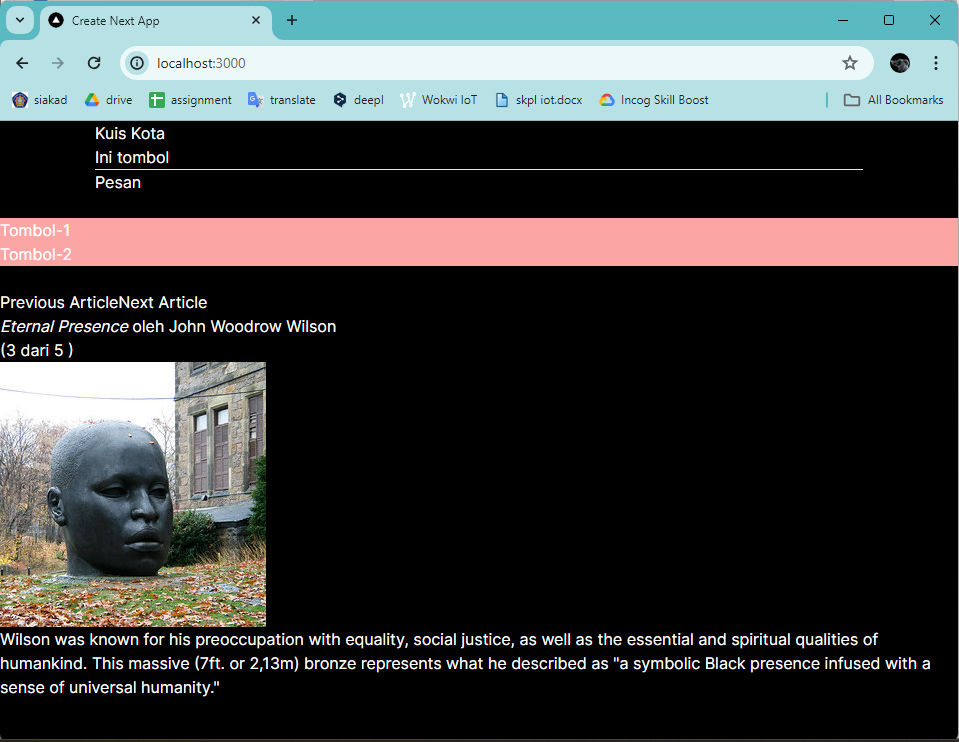 Create Next App
localhost:3000
siakad drive assignment translate deepl Wokwi IoT skpl iot.docx Incog Skill Boost All Bookmarks
Kuis Kota
Ini tombol
Pesan
Tombol-1
Tombol-2
Previous ArticleNext Article
Eternal Presence oleh John Woodrow Wilson
(3 dari 5 )
Wilson was known for his preoccupation with equality, social justice, as well as the essential and spiritual qualities of
humankind. This massive (7ft. or 2,13m) bronze represents what he described as "a symbolic Black presence infused with a
sense of universal humanity."